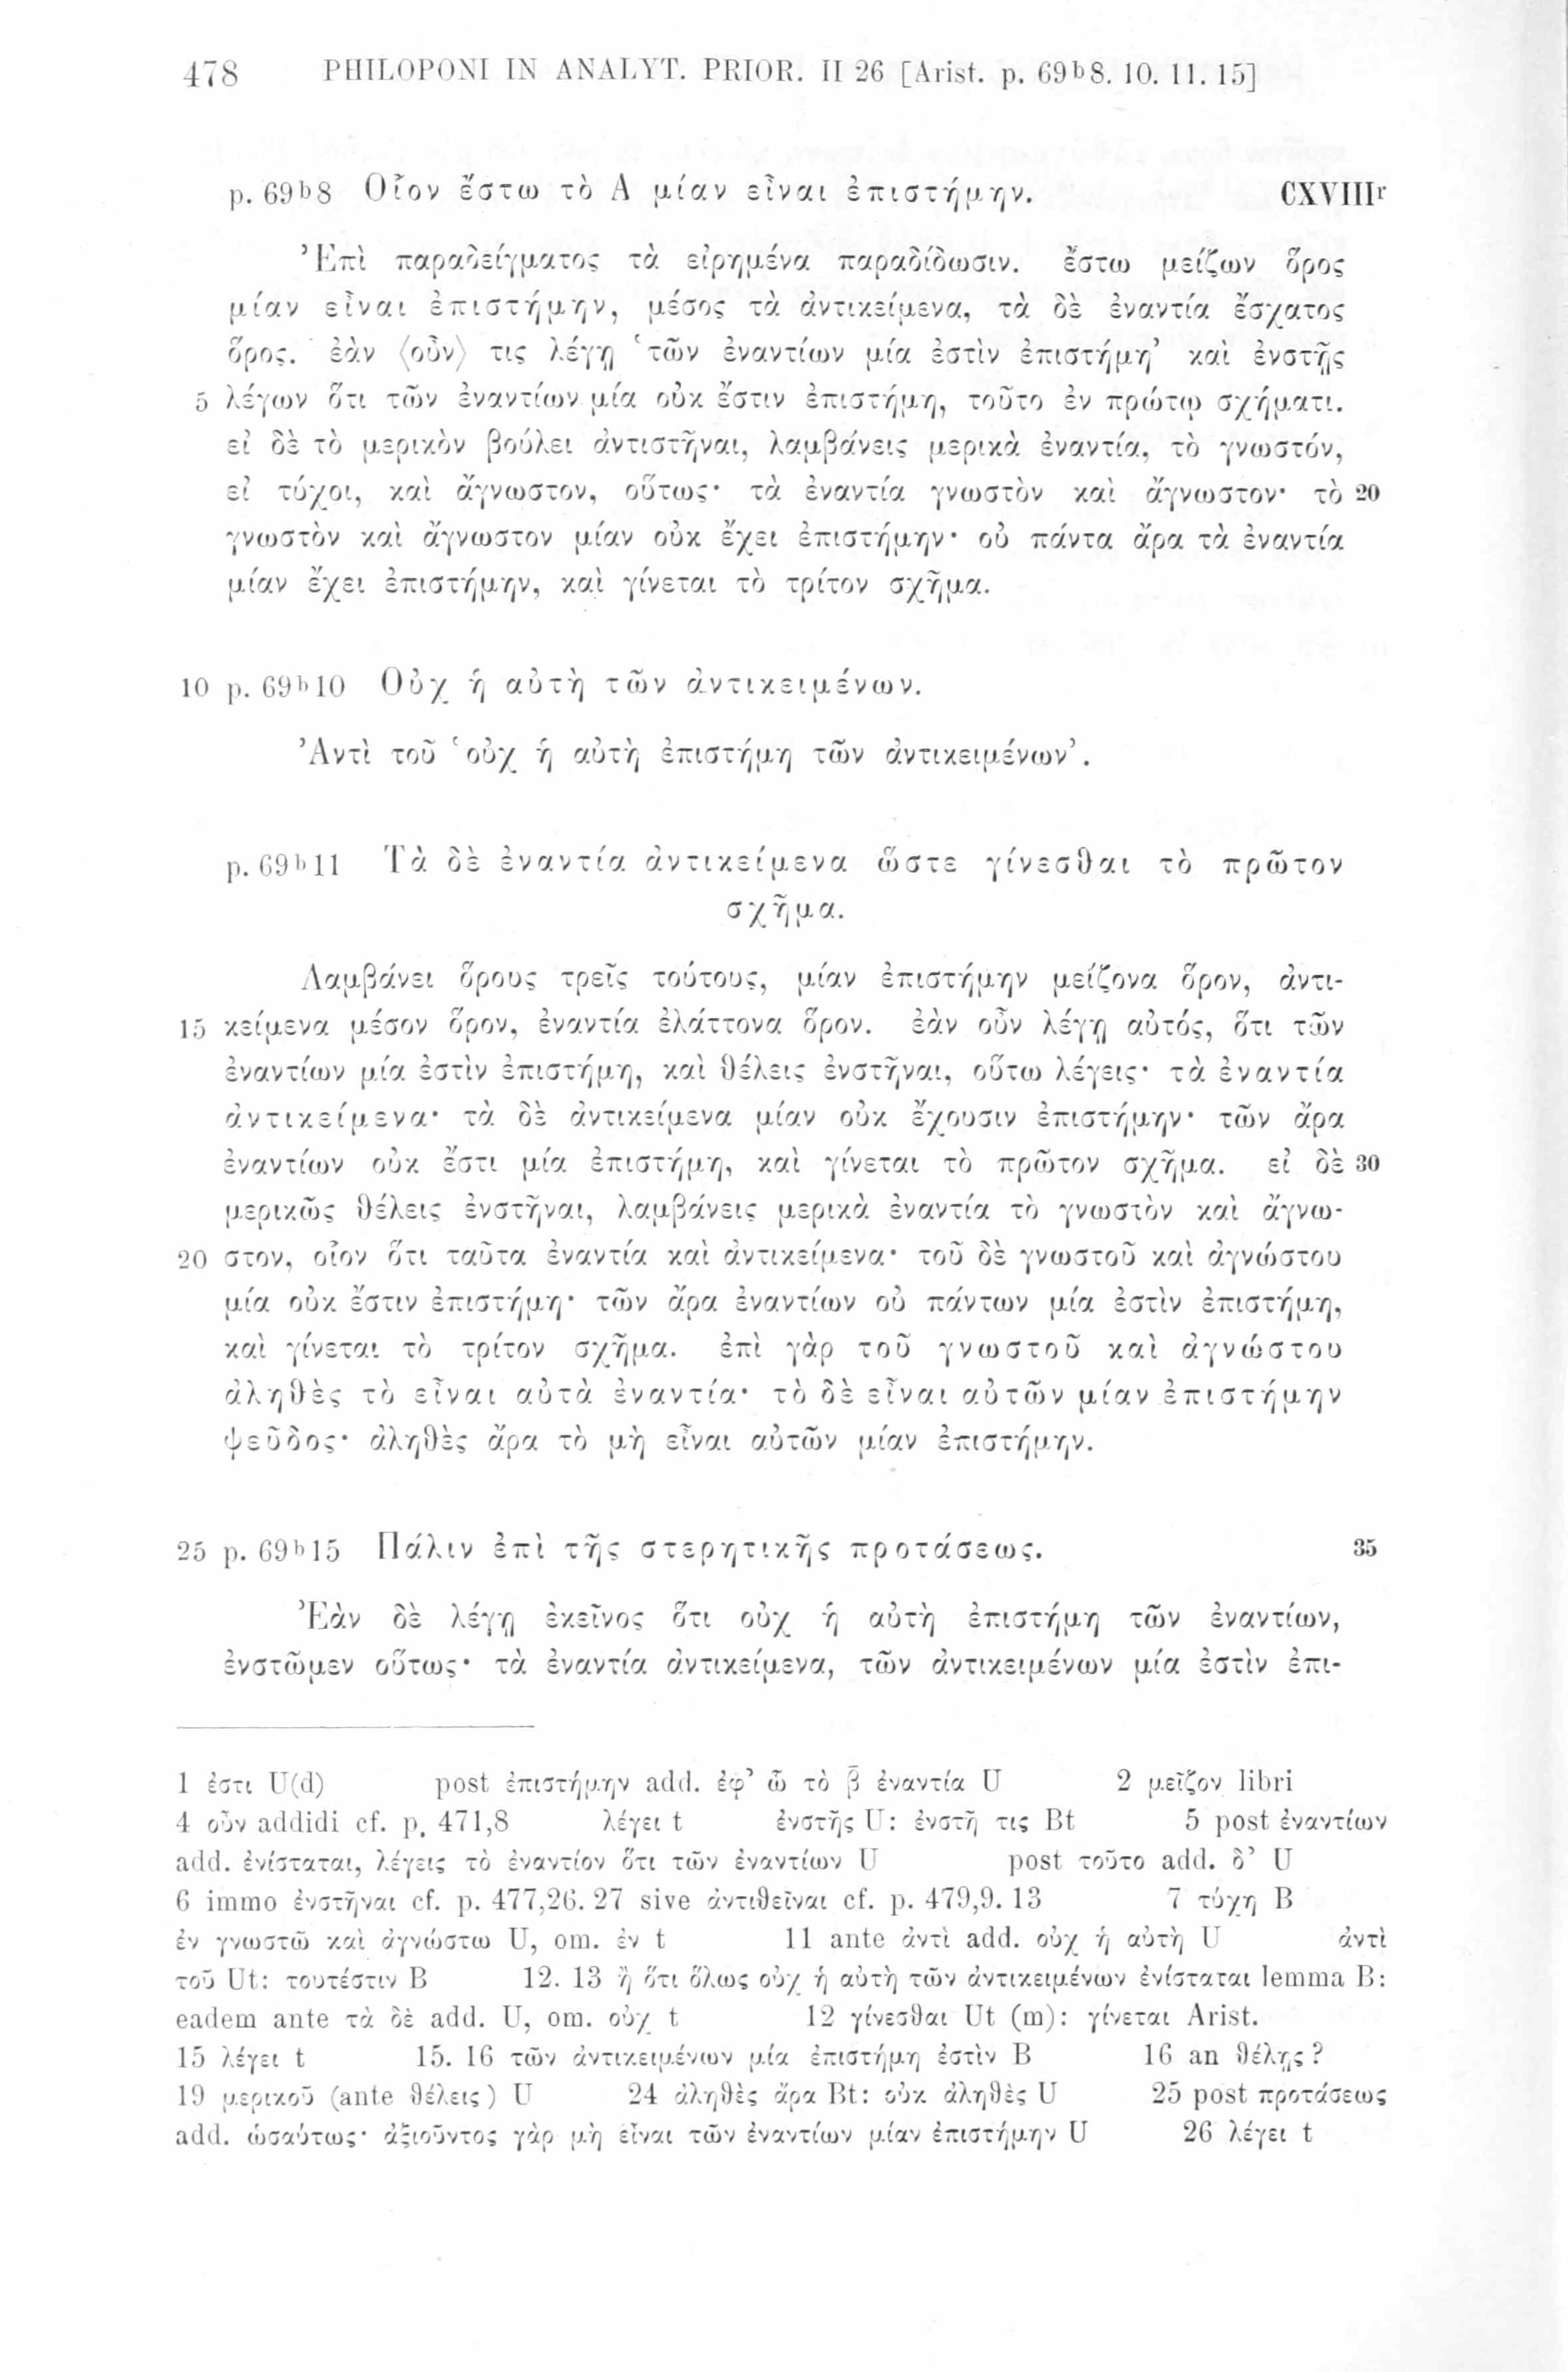 478 PHILOPONI IN ANALYT. PRIOR. II 26 [Arist. p. 69b8. 10. 11. 15]
p. 69b8 Οἷον ἔστω τὸ Α μίαν εἶναι ἐπιστήμην. CXVIIIr
Ἐπὶ παραδείγματος τὰ εἰρημένα παραδίδωσιν. ἔστω μείζων ὅρος
μίαν εἶναι ἐπιστήμην, μέσος τὰ ἀντικείμενα, τὰ δὲ ἐναντία ἔσχατος
ὅρος. ἐὰν ⟨οὖν⟩ τις λέγῃ ‘τῶν ἐναντίων μία ἐστὶν ἐπιστήμη’ καὶ ἐνστῇς
5 λέγων ὅτι τῶν ἐναντίων μία οὐκ ἔστιν ἐπιστήμη, τοῦτο ἐν πρώτῳ σχήματι.
εἰ δὲ τὸ μερικὸν βούλει ἀντιστῆναι, λαμβάνεις μερικὰ ἐναντία, τὸ γνωστόν,
εἰ τύχοι, καὶ ἄγνωστον, οὕτως· τὰ ἐναντία γνωστὸν καὶ ἄγνωστον· τὸ 20
γνωστὸν καὶ ἄγνωστον μίαν οὐκ ἔχει ἐπιστήμην· οὐ πάντα ἄρα τὰ ἐναντία
μίαν ἔχει ἐπιστήμην, καὶ γίνεται τὸ τρίτον σχῆμα.
10 p. 69b10 Οὐχ ἡ αὐτὴ τῶν ἀντικειμένων.
Ἀντὶ τοῦ ‘οὐχ ἡ αὐτὴ ἐπιστήμη τῶν ἀντικειμένων’.
p. 69b11 Τὰ δὲ ἐναντία ἀντικείμενα ὥστε γίνεσθαι τὸ πρῶτον
σχῆμα.
Λαμβάνει ὅρους τρεῖς τούτους, μίαν ἐπιστήμην μείζονα ὅρον, ἀντι-
15 κείμενα μέσον ὅρον, ἐναντία ἐλάττονα ὅρον. ἐὰν οὖν λέγῃ αὐτός, ὅτι τῶν
ἐναντίων μία ἐστὶν ἐπιστήμη, καὶ θέλεις ἐνστῆναι, οὕτω λέγεις· τὰ ἐναντία
ἀντικείμενα· τὰ δὲ ἀντικείμενα μίαν οὐκ ἔχουσιν ἐπιστήμην· τῶν ἄρα
ἐναντίων οὐκ ἔστι μία ἐπιστήμη, καὶ γίνεται τὸ πρῶτον σχῆμα. εἰ δὲ 30
μερικῶς θέλεις ἐνστῆναι, λαμβάνεις μερικὰ ἐναντία τὸ γνωστὸν καὶ ἄγνω-
20 στον, οἷον ὅτι ταῦτα ἐναντία καὶ ἀντικείμενα· τοῦ δὲ γνωστοῦ καὶ ἀγνώστου
μία οὐκ ἔστιν ἐπιστήμη· τῶν ἄρα ἐναντίων οὐ πάντων μία ἐστὶν ἐπιστήμη,
καὶ γίνεται τὸ τρίτον σχῆμα. ἐπὶ γὰρ τοῦ γνωστοῦ καὶ ἀγνώστου
ἀληθὲς τὸ εἶναι αὐτὰ ἐναντία· τὸ δὲ εἶναι αὐτῶν μίαν ἐπιστήμην
ψεῦδος· ἀληθὲς ἄρα τὸ μὴ εἶναι αὐτῶν μίαν ἐπιστήμην.
25 p. 69b15 Πάλιν ἐπὶ τῆς στερητικῆς προτάσεως. 35
Ἐὰν δὲ λέγῃ ἐκεῖνος ὅτι οὐχ ἡ αὐτὴ ἐπιστήμη τῶν ἐναντίων,
ἐνστῶμεν οὕτως· τὰ ἐναντία ἀντικείμενα, τῶν ἀντικειμένων μία ἐστὶν ἐπι-
1 ἐστι U(d) post ἐπιστήμην add. ἐφ’ ὧ τὸ β̄ ἐναντία U 2 μεῖζον libri
4 οὖν addidi cf. p. 471,8 λέγει t ἐνστῆς U: ἐνστῆ τις Bt 5 post ἐναντίων
add. ἐνίσταται, λέγεις τὸ ἐναντίον ὅτι τῶν ἐναντίων U post τοῦτο add. δ’ U
6 immo ἐνστῆναι cf. p. 477,26. 27 sive ἀντιθεῖναι cf. p. 479,9. 13 7 τύχη B
ἐν γνωστῶ καὶ ἀγνώστω U, om. ἐν t 11 ante ἀντὶ add. οὐχ ἡ αὐτὴ U ἀντὶ
τοῦ Ut: τουτέστιν B 12. 13 ἢ ὅτι ὅλως οὐχ ἡ αὐτὴ τῶν ἀντικειμένων ἐνίσταται lemma B:
eadem ante τὰ δὲ add. U, om. οὐχ t 12 γίνεσθαι Ut (m): γίνεται Arist.
15 λέγει t 15. 16 τῶν ἀντικειμένων μία ἐπιστήμη ἐστὶν B 16 an θέλῃς?
19 μερικοῦ (ante θέλεις) U 24 ἀληθὲς ἄρα Bt: οὐκ ἀληθὲς U 25 post προτάσεως
add. ὡσαύτως· ἀξιοῦντος γὰρ μὴ εἶναι τῶν ἐναντίων μίαν ἐπιστήμην U 26 λέγει t